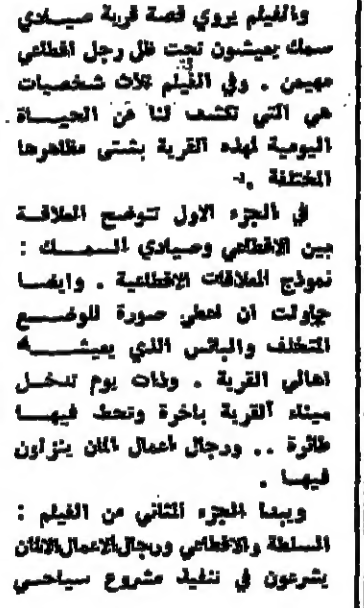 والفيلم يروي قصة قرية صيادي
سمك يعيشون تحت ظل رجل اقطاعي
مهيمن . وفي الفيلم ثلاث شخصيات
هي التي تكشف لنا عن الحياة
اليومية لهذه القرية بشتى مظاهرها
المختلفة .
في الجزء الاول تتوضح العلاقة
بين الاقطاعي وصيادي السمك :
نموذج العلاقات الاقطاعية . وايضا
حاولت ان اعطي صورة للوضع
المتخلف والبائس الذي يعيشه
اهالي القرية . وذات يوم تدخل
ميناء القرية باخرة وتحط فيها
طائرة .. ورجال اعمال المان ينزلون
فيها .
ويبدا الجزء الثاني من الفيلم :
السلطة والاقطاعي ورجال الاعمال الالمان
يشرعون في تنفيذ مشروع سياحي